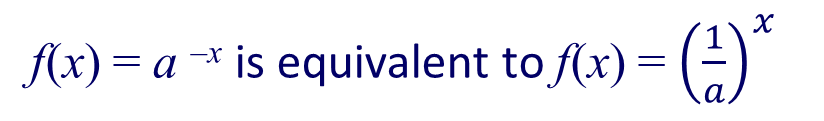 f(x) = a ⁻ˣ is equivalent to f(x) = (1/a)ˣ